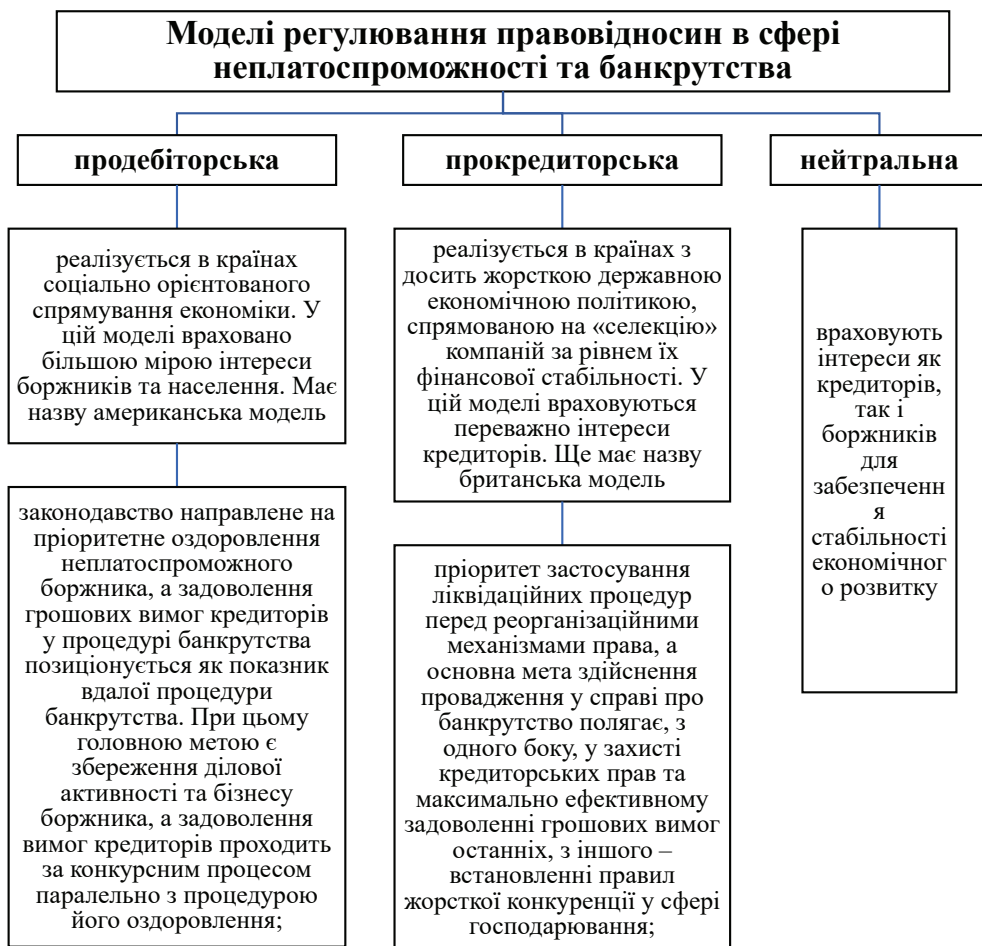 Моделі регулювання правовідносин в сфері
неплатоспроможності та банкрутства
продебіторська
прокредиторська
нейтральна
реалізується в країнах
соціально орієнтованого
спрямування економіки. У
цій моделі враховано
більшою мірою інтереси
боржників та населення. Має
назву американська модель
законодавство направлене на
пріоритетне оздоровлення
неплатоспроможного
боржника, а задоволення
грошових вимог кредиторів
у процедурі банкрутства
позиціонується як показник
вдалої процедури
банкрутства. При цьому
головною метою є
збереження ділової
активності та бізнесу
боржника, а задоволення
вимог кредиторів проходить
за конкурсним процесом
паралельно з процедурою
його оздоровлення;
реалізується в країнах з
досить жорсткою державною
економічною політикою,
спрямованою на «селекцію»
компаній за рівнем їх
фінансової стабільності. У
цій моделі враховуються
переважно інтереси
кредиторів. Ще має назву
британська модель
пріоритет застосування
ліквідаційних процедур
перед реорганізаційними
механізмами права, а
основна мета здійснення
провадження у справі про
банкрутство полягає, з
одного боку, у захисті
кредиторських прав та
максимально ефективному
задоволенні грошових вимог
останніх, з іншого –
встановленні правил
жорсткої конкуренції у сфері
господарювання;
враховують
інтереси як
кредиторів,
так і
боржників
для
забезпеченн
я
стабільності
економічног
о розвитку